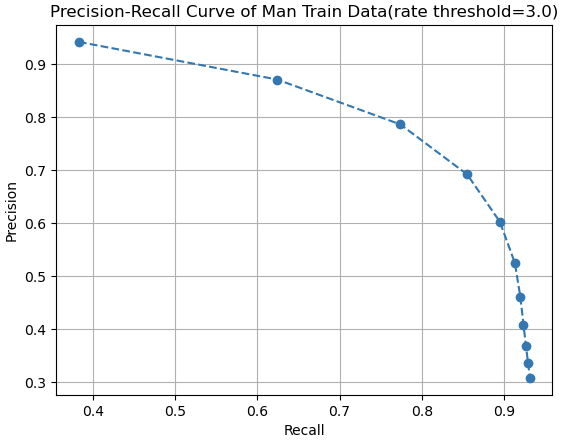 Precision-Recall Curve of Man Train Data(rate threshold=3.0)
0.9
0.8
0.7
0.6
0.5
0.4
0.3
Precision
0.4 0.5 0.6 0.7 0.8 0.9
Recall